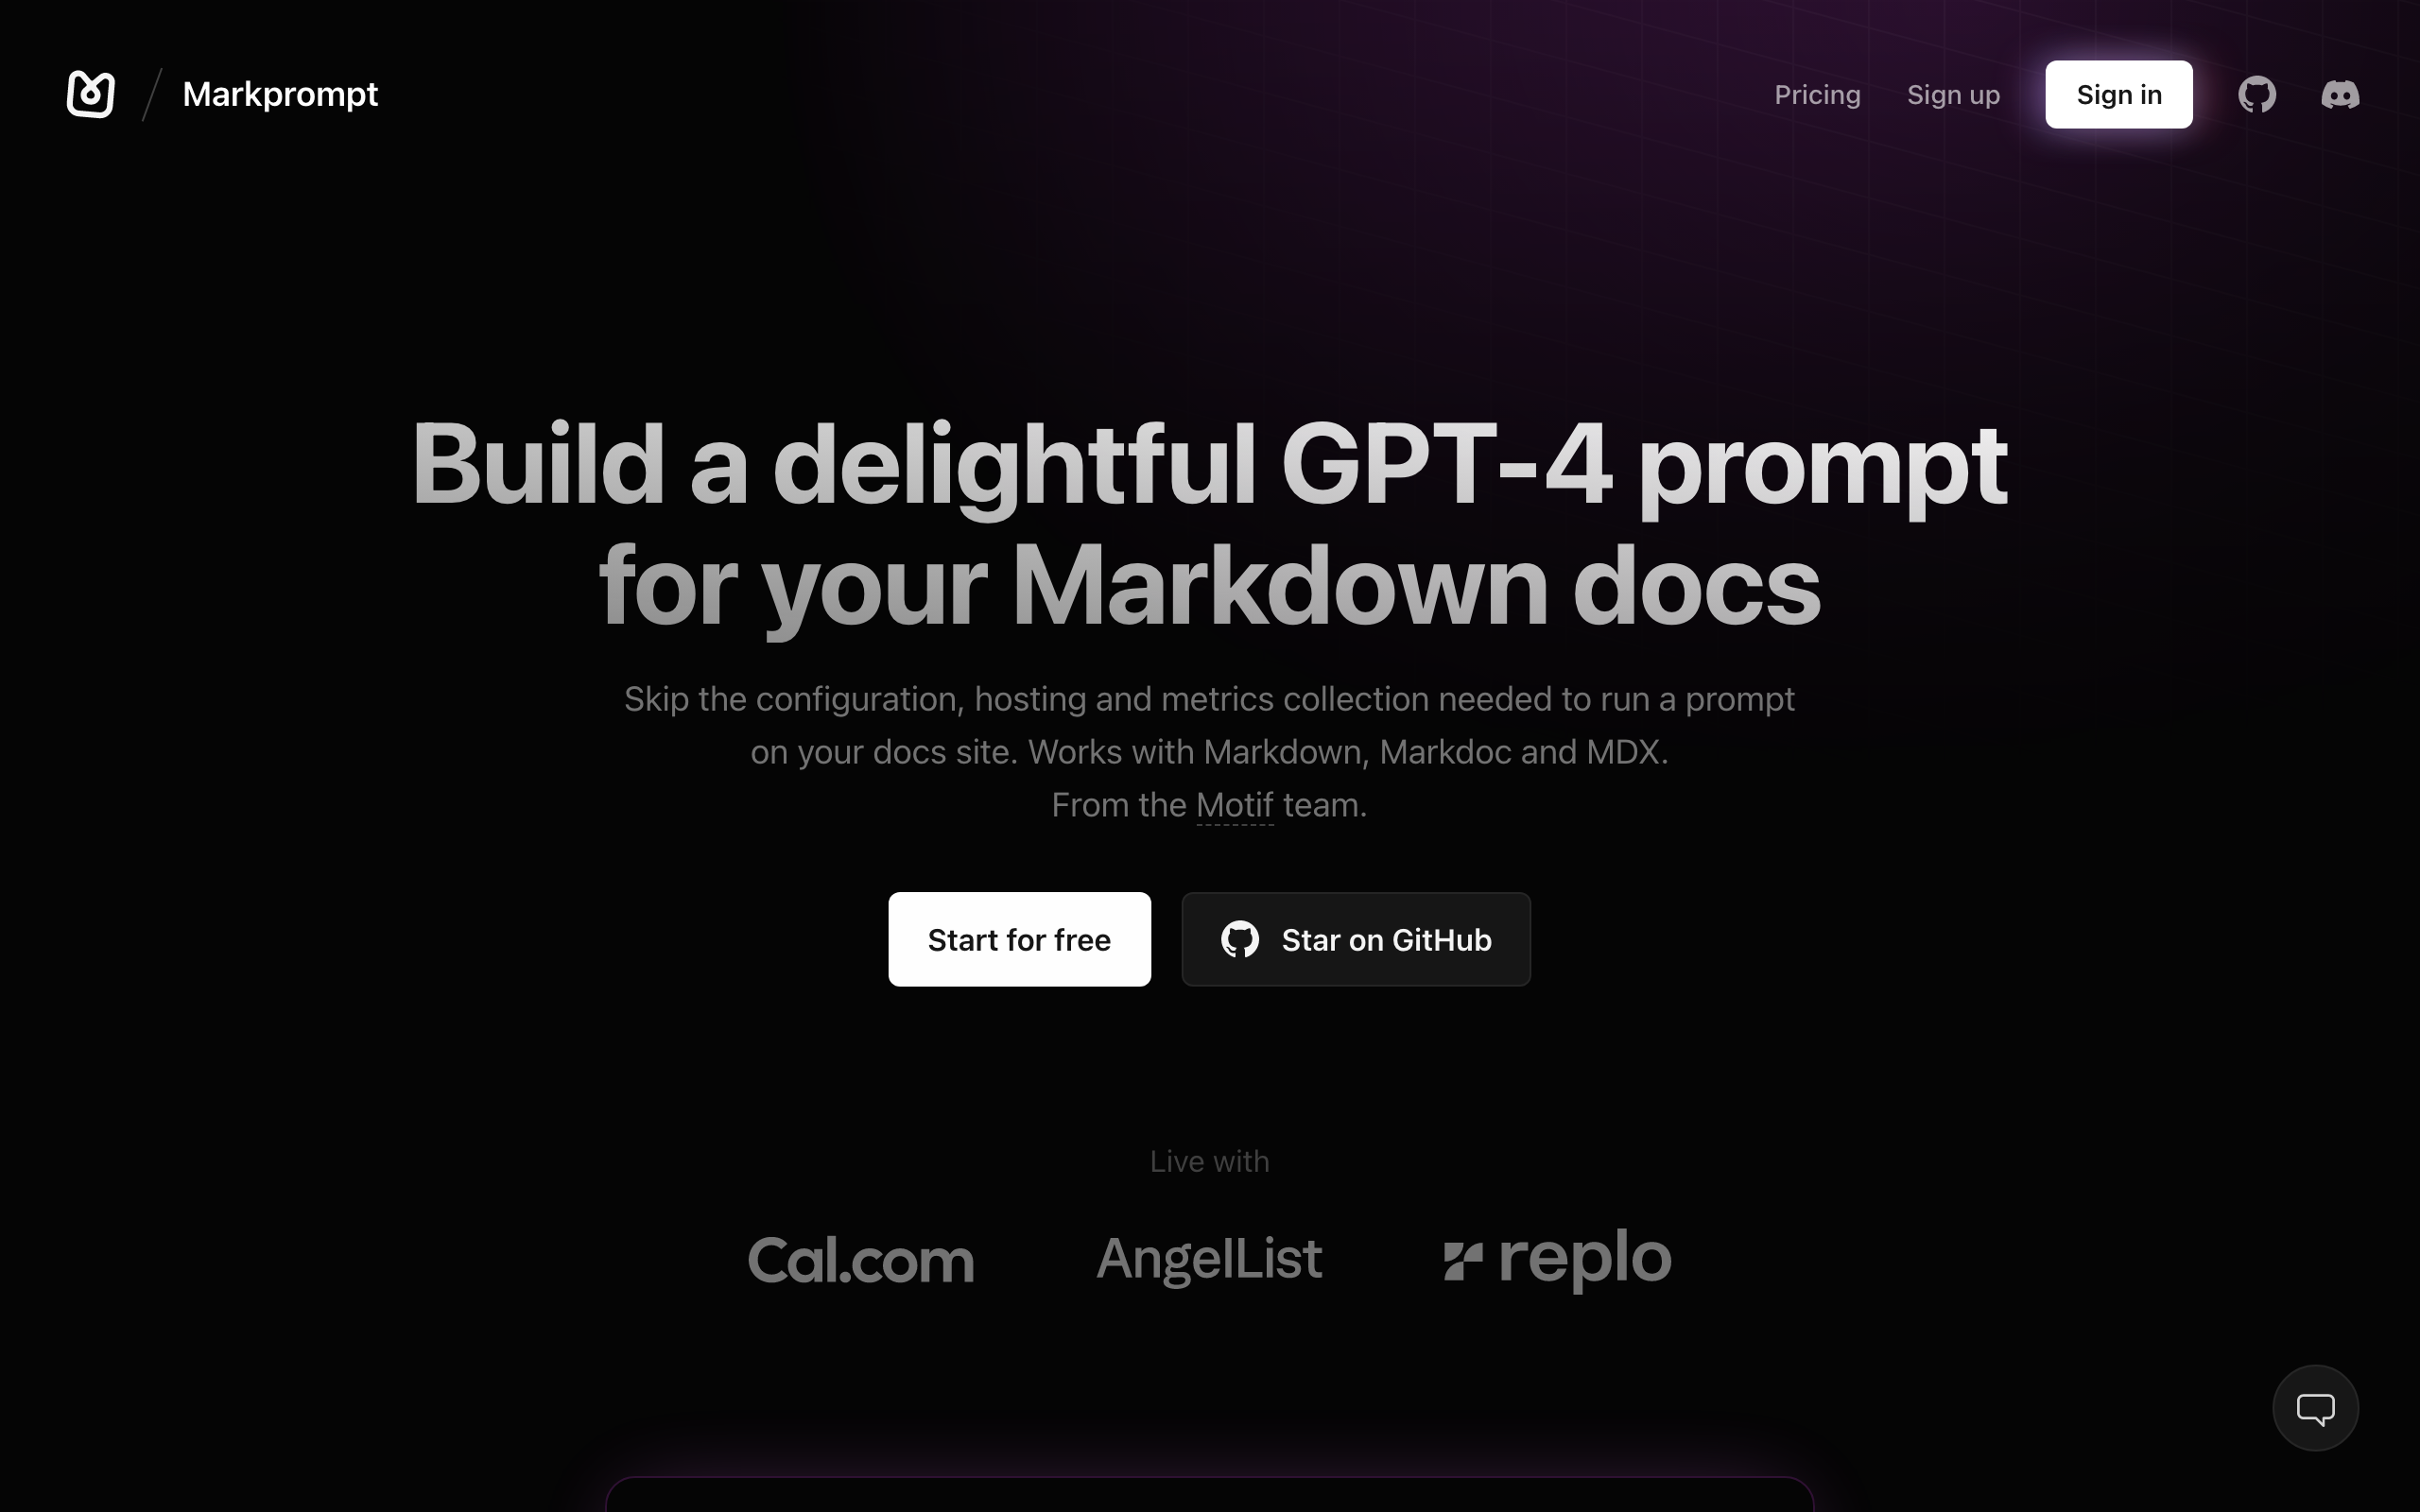 Markprompt
Pricing
Sign up
Sign in
Build a delightful GPT-4 prompt
for your Markdown docs
Skip the configuration, hosting and metrics collection needed to run a prompt
on your docs site. Works with Markdown, Markdoc and MDX.
From the Motif team.
Start for free
Star on GitHub
Live with
Cal.com
AngelList
replo